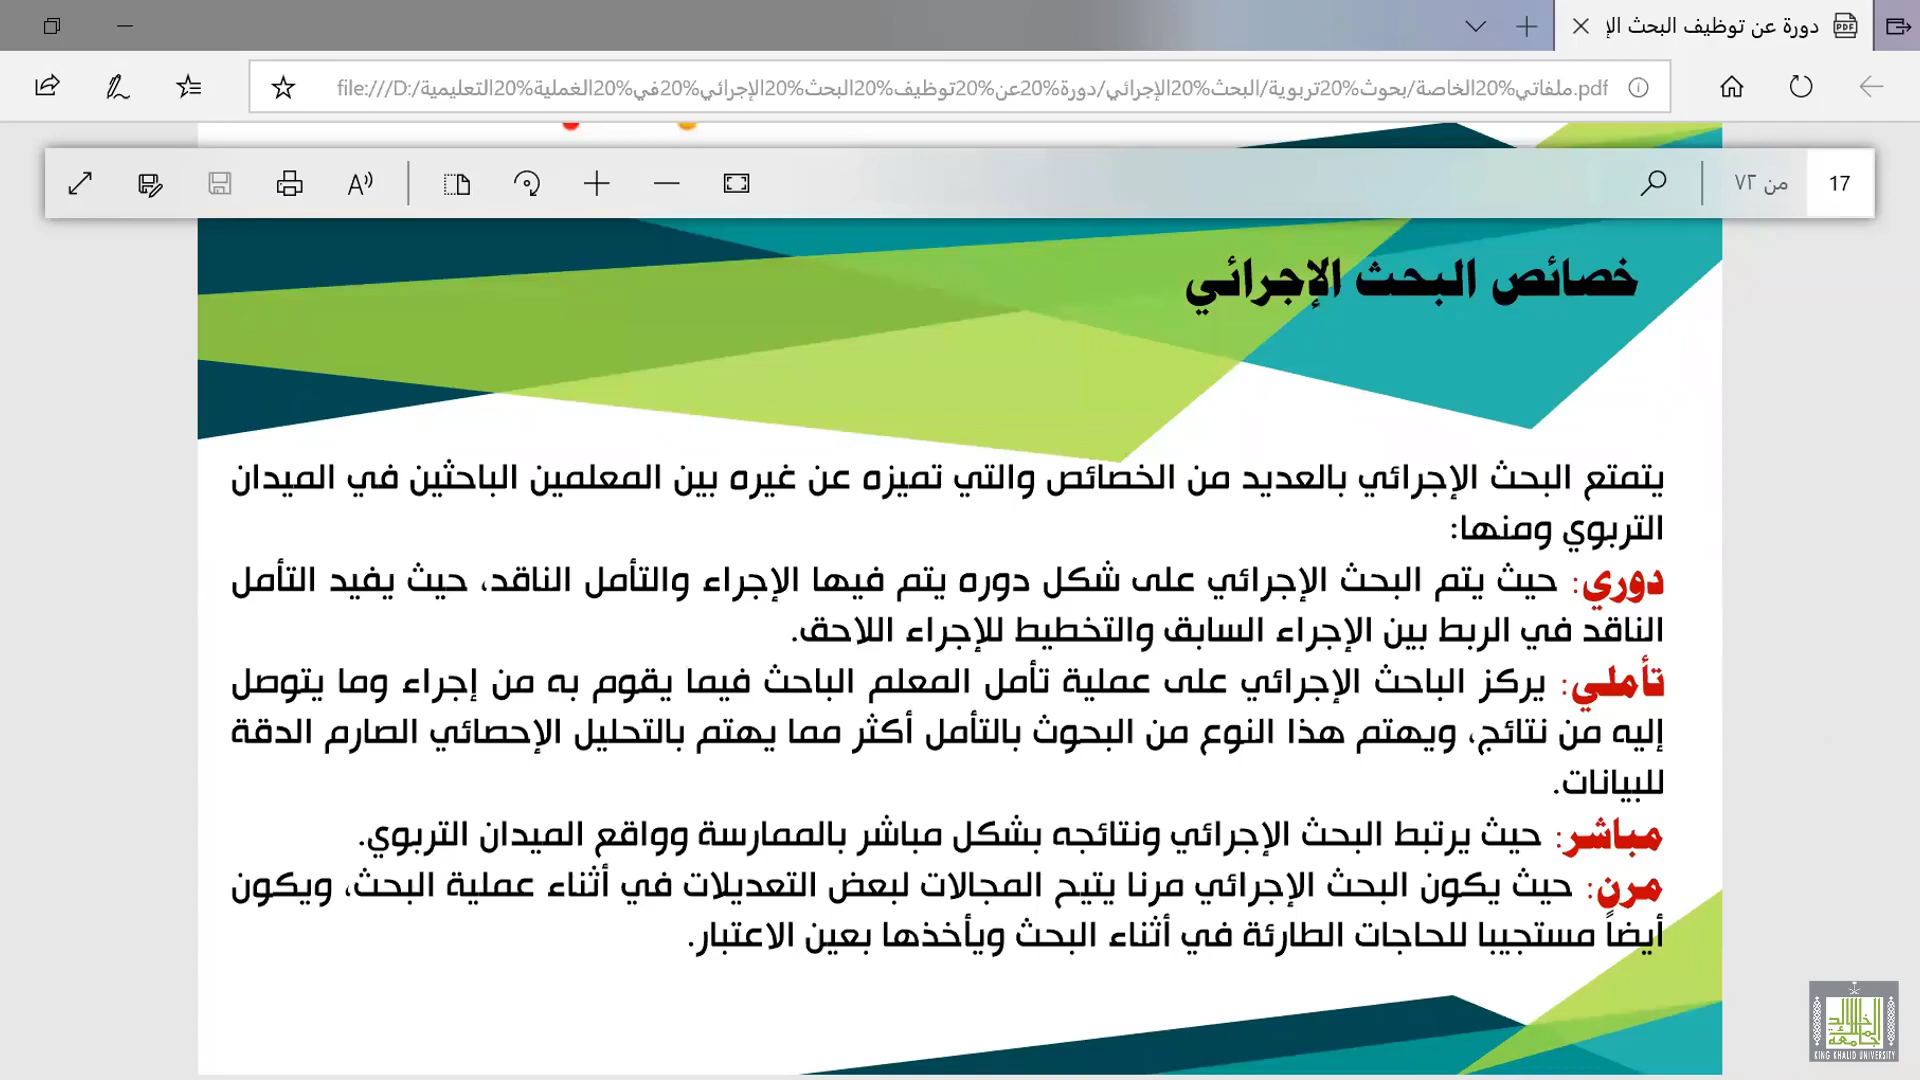 دورة عن توظيف البحث الإ
file:///D:/ملفاتي%20الخاصة/بحوث%20تربوية/البحث%20الإجرائي/دورة%20عن%20توظيف%20البحث%20الإجرائي%20في%20الغملية%20التعليمية.pdf
17 من ٧٢
خصائص البحث الإجرائي
يتمتع البحث الإجرائي بالعديد من الخصائص والتي تميزه عن غيره بين المعلمين الباحثين في الميدان
التربوي ومنها:
دوري: حيث يتم البحث الإجرائي على شكل دوره يتم فيها الإجراء والتأمل الناقد، حيث يفيد التأمل
الناقد في الربط بين الإجراء السابق والتخطيط للإجراء اللاحق.
تأملي: يركز الباحث الإجرائي على عملية تأمل المعلم الباحث فيما يقوم به من إجراء وما يتوصل
إليه من نتائج، ويهتم هذا النوع من البحوث بالتأمل أكثر مما يهتم بالتحليل الإحصائي الصارم الدقة
للبيانات.
مباشر: حيث يرتبط البحث الإجرائي ونتائجه بشكل مباشر بالممارسة وواقع الميدان التربوي.
مرن: حيث يكون البحث الإجرائي مرنا يتيح المجالات لبعض التعديلات في أثناء عملية البحث، ويكون
أيضاً مستجيبا للحاجات الطارئة في أثناء البحث ويأخذها بعين الاعتبار.
جامعة الملك خالد
KING KHALID UNIVERSITY